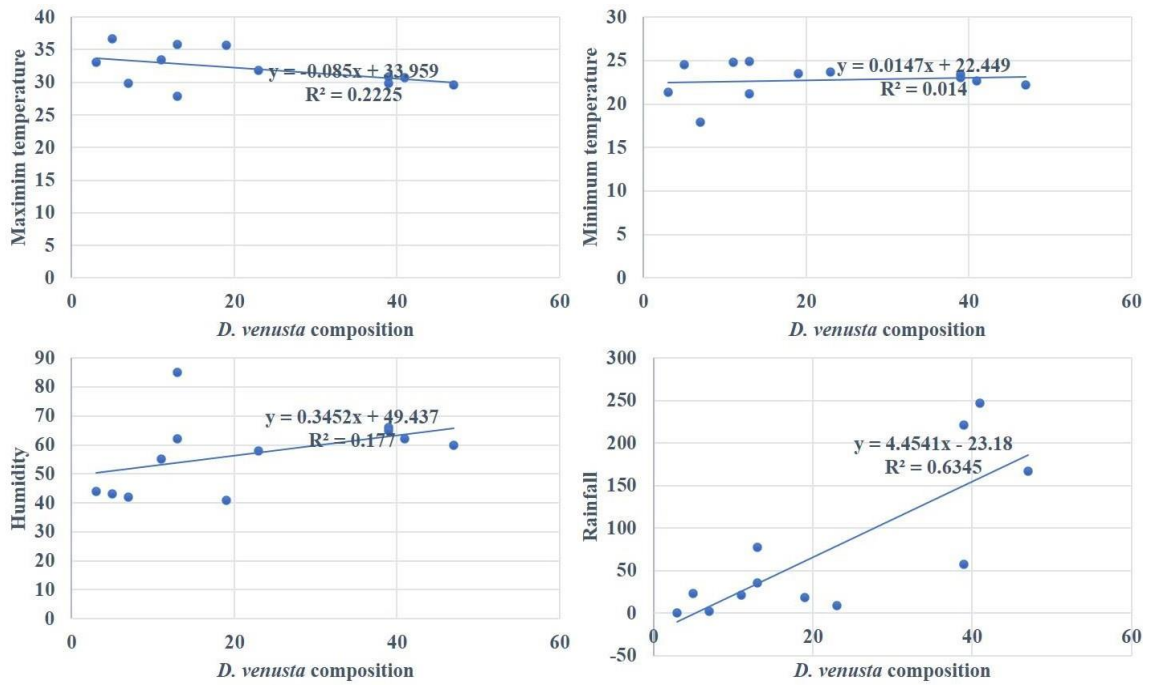 Maximim temperature
40
35
30
25
20
15
10
5
0
0 20 40 60
D. venusta composition
y = -0.085x + 33.959
R² = 0.2225
Minimum temperature
30
25
20
15
10
5
0
0 20 40 60
D. venusta composition
y = 0.0147x + 22.449
R² = 0.014
Humidity
90
80
70
60
50
40
30
20
10
0
0 20 40 60
D. venusta composition
y = 0.3452x + 49.437
R² = 0.177
Rainfall
300
250
200
150
100
50
0
-50
0 20 40 60
D. venusta composition
y = 4.4541x - 23.18
R² = 0.6345